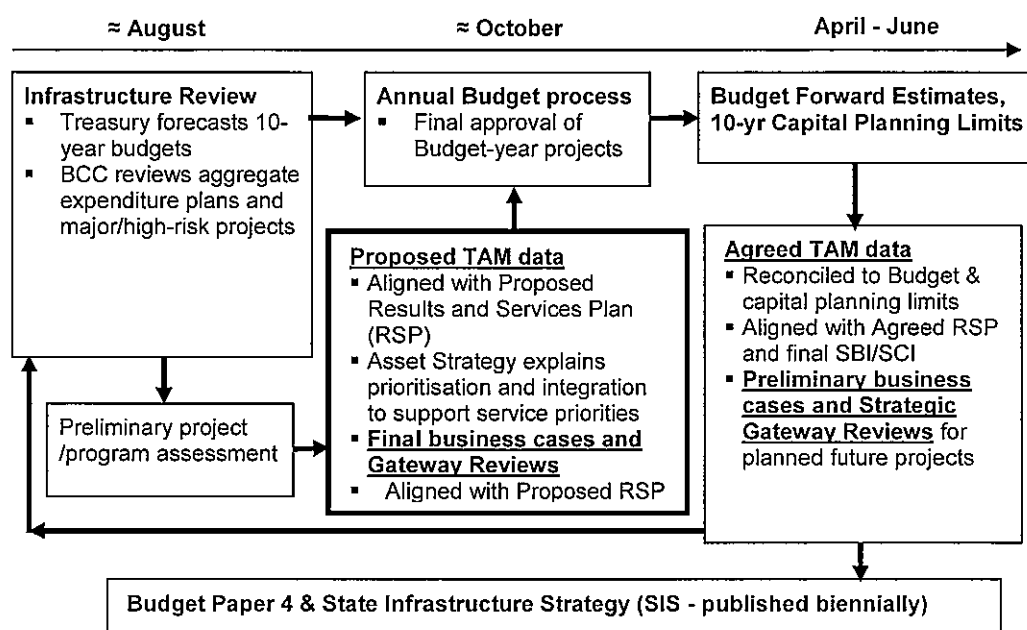 ≈ August
≈ October
April - June
Infrastructure Review
▪ Treasury forecasts 10-
year budgets
▪ BCC reviews aggregate
expenditure plans and
major/high-risk projects
Annual Budget process
▪ Final approval of
Budget-year projects
Budget Forward Estimates,
10-yr Capital Planning Limits
Preliminary project
/program assessment
Proposed TAM data
▪ Aligned with Proposed
Results and Services Plan
(RSP)
▪ Asset Strategy explains
prioritisation and integration
to support service priorities
▪ Final business cases and
Gateway Reviews
▪ Aligned with Proposed RSP
Agreed TAM data
▪ Reconciled to Budget &
capital planning limits
▪ Aligned with Agreed RSP
and final SBI/SCI
▪ Preliminary business
cases and Strategic
Gateway Reviews for
planned future projects
Budget Paper 4 & State Infrastructure Strategy (SIS - published biennially)